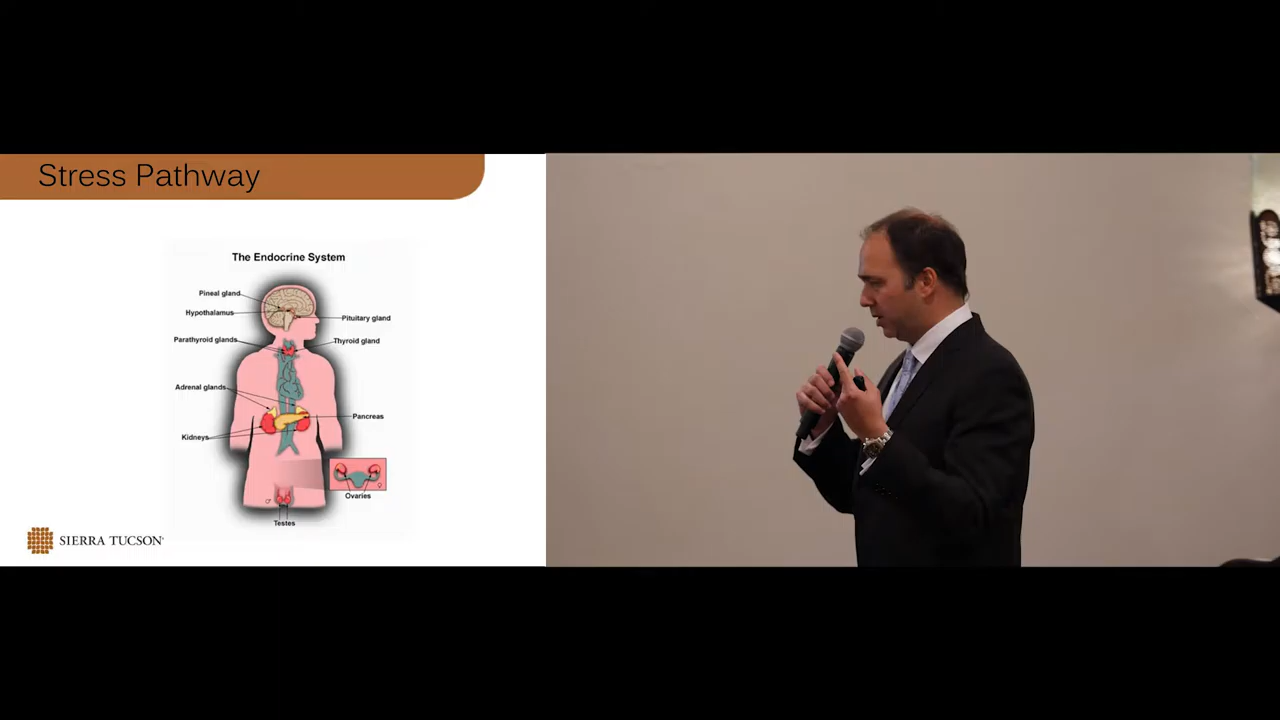 Stress Pathway
The Endocrine System
Pineal gland
Hypothalamus
Pituitary gland
Parathyroid glands
Thyroid gland
Adrenal glands
Pancreas
Kidneys
Ovaries
Testes
SIERRA TUCSON